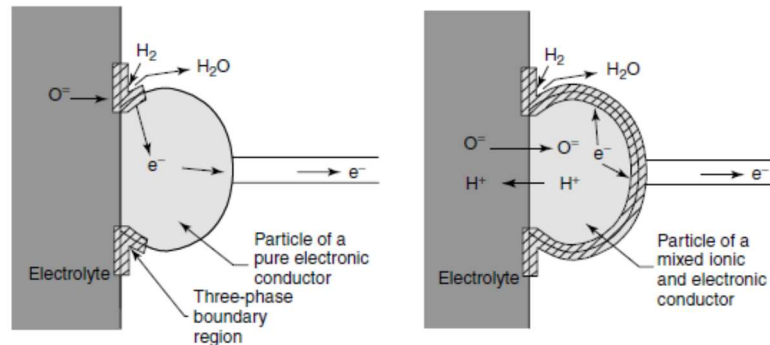 H2
H2O
O=
e-
e-
Particle of a
pure electronic
conductor
Electrolyte
Three-phase
boundary
region
H2
H2O
O=
O=
e-
H+
H+
e-
Particle of a
mixed ionic
and electronic
conductor
Electrolyte